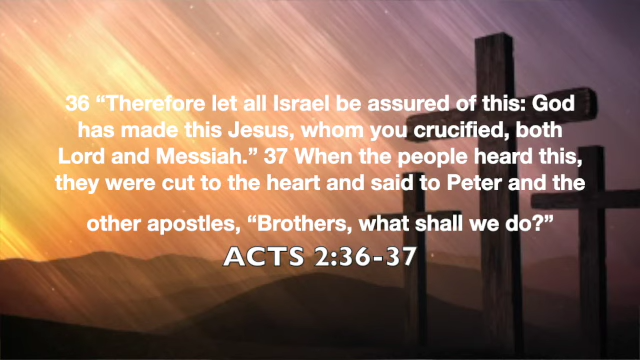 36 “Therefore let all Israel be assured of this: God
has made this Jesus, whom you crucified, both
Lord and Messiah.” 37 When the people heard this,
they were cut to the heart and said to Peter and the
other apostles, “Brothers, what shall we do?”
ACTS 2:36-37